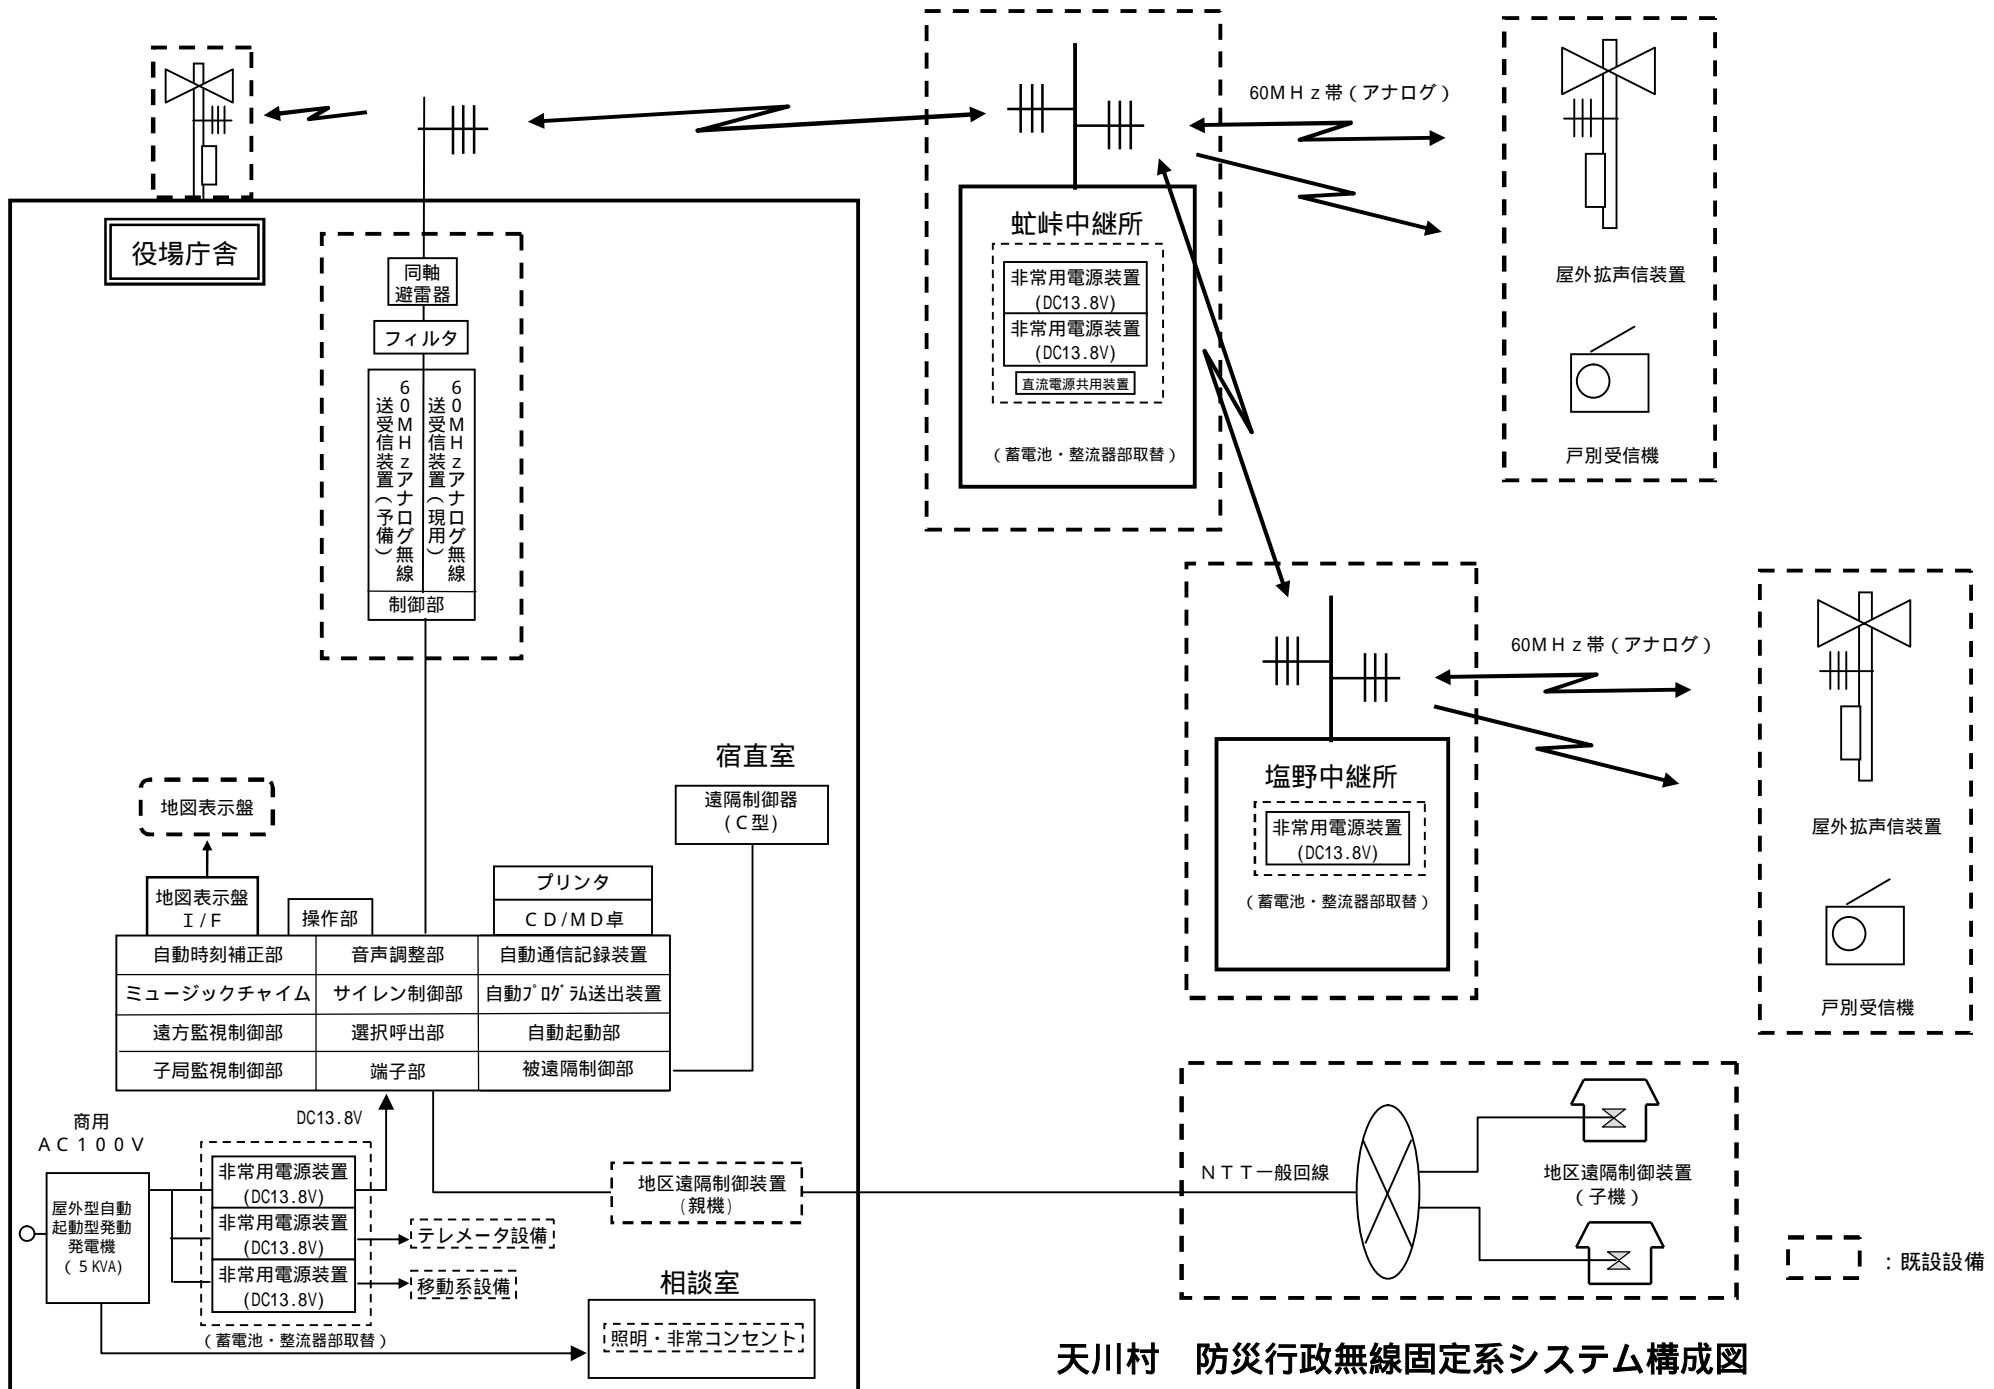 役場庁舎
同軸
避雷器
フィルタ
60MHzアナログ無線
送受信装置(現用)
60MHzアナログ無線
送受信装置(予備)
制御部
宿直室
遠隔制御器
(C型)
地図表示盤
地図表示盤
I/F
操作部
プリンタ
CD/MD卓
自動時刻補正部
音声調整部
自動通信記録装置
ミュージックチャイム
サイレン制御部
自動ﾌﾟﾛｸﾞﾗﾑ送出装置
遠方監視制御部
選択呼出部
自動起動部
子局監視制御部
端子部
被遠隔制御部
商用
AC100V
DC13.8V
屋外型自動
起動型発動
発電機
(5KVA)
非常用電源装置
(DC13.8V)
非常用電源装置
(DC13.8V)
非常用電源装置
(DC13.8V)
(蓄電池・整流器部取替)
テレメータ設備
移動系設備
地区遠隔制御装置
(親機)
相談室
照明・非常コンセント
虻峠中継所
非常用電源装置
(DC13.8V)
非常用電源装置
(DC13.8V)
直流電源共用装置
(蓄電池・整流器部取替)
60MHz帯(アナログ)
屋外拡声信装置
戸別受信機
塩野中継所
非常用電源装置
(DC13.8V)
(蓄電池・整流器部取替)
60MHz帯(アナログ)
屋外拡声信装置
戸別受信機
NTT一般回線
地区遠隔制御装置
(子機)
:既設設備
天川村 防災行政無線固定系システム構成図